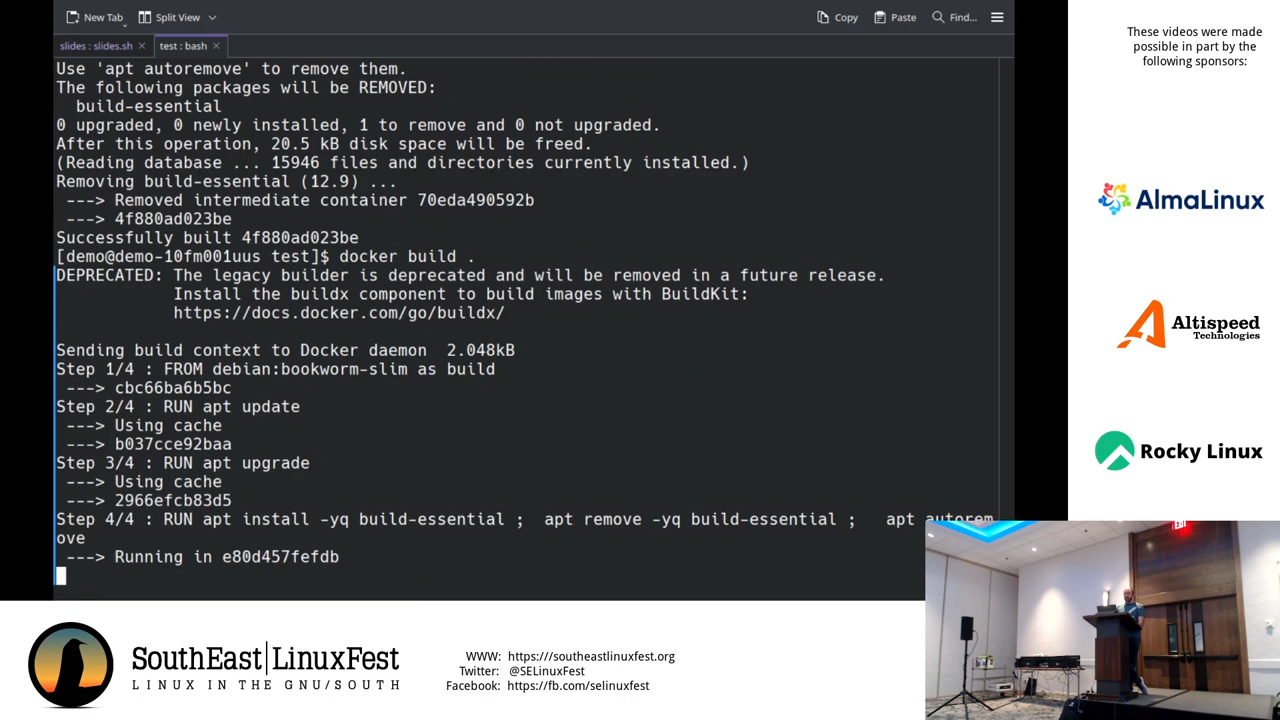 New Tab
Split View
Copy
Paste
Find...
slides : slides.sh
test : bash
Use 'apt autoremove' to remove them.
The following packages will be REMOVED:
build-essential
0 upgraded, 0 newly installed, 1 to remove and 0 not upgraded.
After this operation, 20.5 kB disk space will be freed.
(Reading database ... 15946 files and directories currently installed.)
Removing build-essential (12.9) ...
---> Removed intermediate container 70eda490592b
---> 4f880ad023be
Successfully built 4f880ad023be
[demo@demo-10fm001uus test]$ docker build .
DEPRECATED: The legacy builder is deprecated and will be removed in a future release.
Install the buildx component to build images with BuildKit:
https://docs.docker.com/go/buildx/
Sending build context to Docker daemon 2.048kB
Step 1/4 : FROM debian:bookworm-slim as build
---> cbc66ba6b5bc
Step 2/4 : RUN apt update
---> Using cache
---> b037cce92baa
Step 3/4 : RUN apt upgrade
---> Using cache
---> 2966efcb83d5
Step 4/4 : RUN apt install -yq build-essential ; apt remove -yq build-essential ; apt autorem
ove
---> Running in e80d457fefdb
These videos were made
possible in part by the
following sponsors:
AlmaLinux
Altispeed
Technologies
Rocky Linux
EXIT
SouthEast LinuxFest
LINUX IN THE GNU/SOUTH
WWW: https:///southeastlinuxfest.org
Twitter: @SELinuxFest
Facebook: https://fb.com/selinuxfest